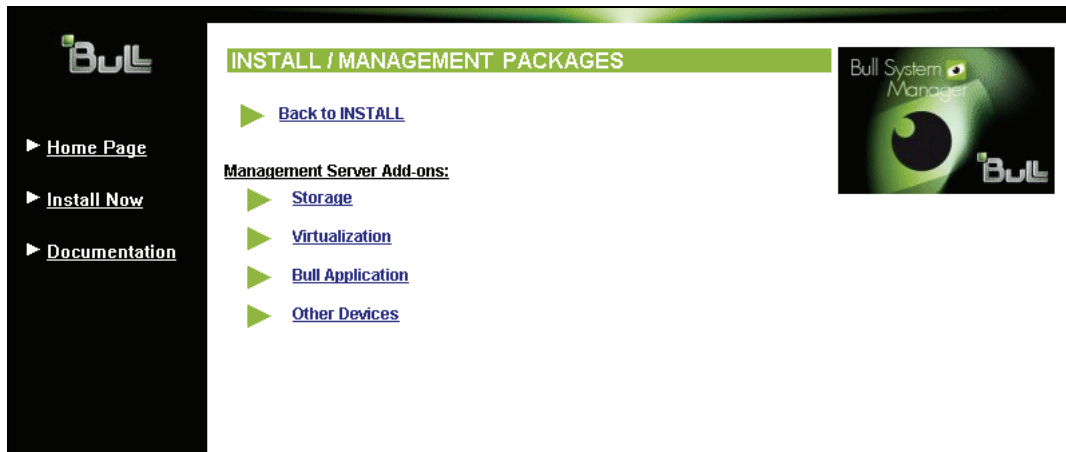 Bull
Home Page
Install Now
Documentation
INSTALL / MANAGEMENT PACKAGES
Back to INSTALL
Management Server Add-ons:
Storage
Virtualization
Bull Application
Other Devices
Bull System
Manager
Bull